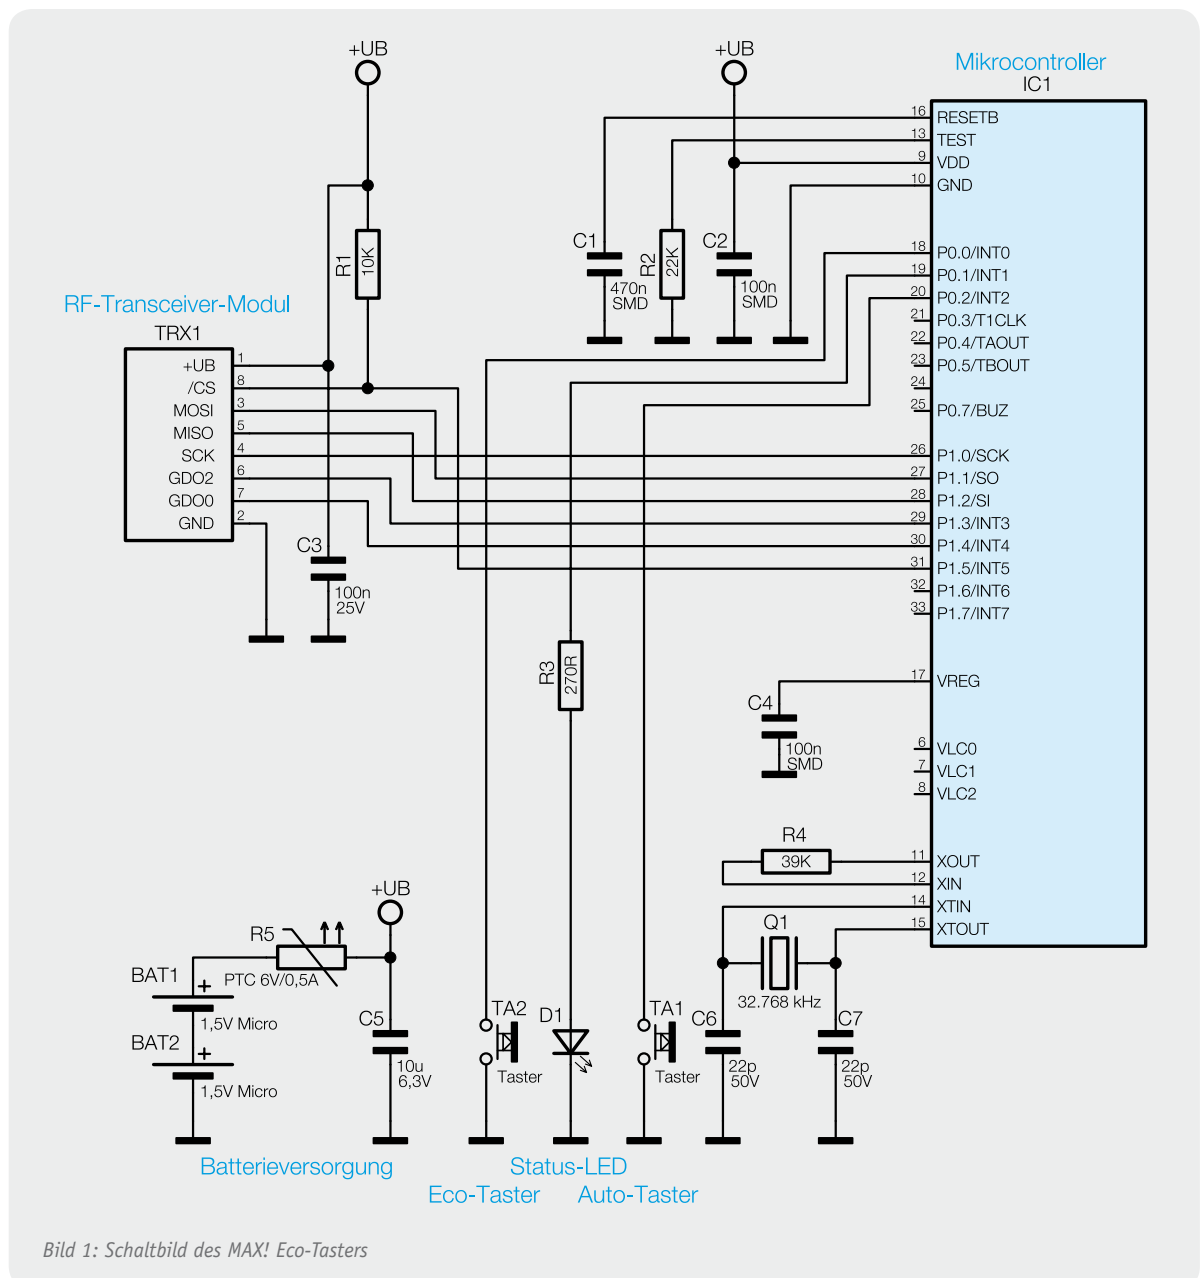 +UB
+UB
Mikrocontroller
IC1
16 RESETB
13 TEST
9 VDD
10 GND
18 P0.0/INT0
19 P0.1/INT1
20 P0.2/INT2
21 P0.3/T1CLK
22 P0.4/TAOUT
23 P0.5/TBOUT
24
25 P0.7/BUZ
26 P1.0/SCK
27 P1.1/SO
28 P1.2/SI
29 P1.3/INT3
30 P1.4/INT4
31 P1.5/INT5
32 P1.6/INT6
33 P1.7/INT7
17 VREG
6 VLC0
7 VLC1
8 VLC2
11 XOUT
12 XIN
14 XTIN
15 XTOUT
R1
10K
C1
470n
SMD
R2
22K
C2
100n
SMD
RF-Transceiver-Modul
TRX1
+UB 1
/CS 8
MOSI 3
MISO 5
SCK 4
GDO2 6
GDO0 7
GND 2
C3
100n
25V
R3
270R
C4
100n
SMD
R4
39K
Q1
32.768 kHz
C6
22p
50V
C7
22p
50V
+UB
R5
PTC 6V/0,5A
BAT1
+
1,5V Micro
BAT2
+
1,5V Micro
C5
10u
6,3V
TA2
Taster
D1
TA1
Taster
Batterieversorgung
Status-LED
Eco-Taster
Auto-Taster
Bild 1: Schaltbild des MAX! Eco-Tasters